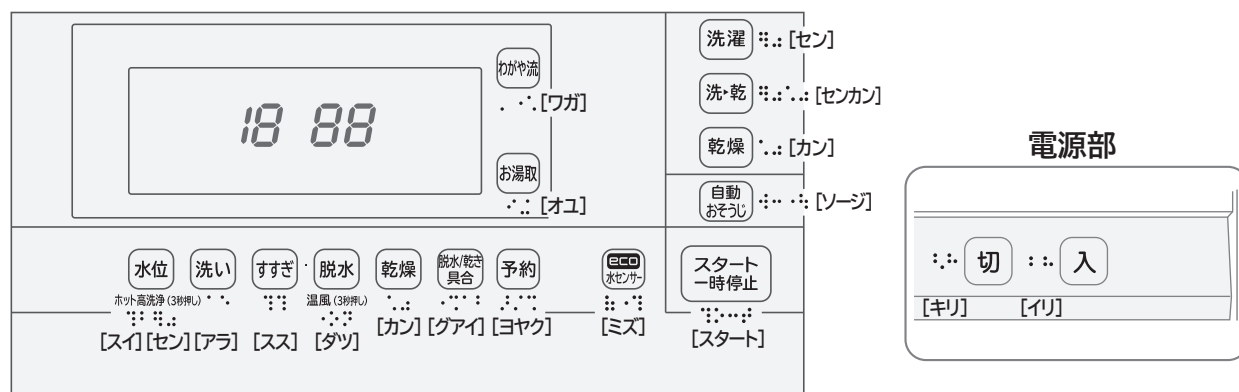 洗濯 [セン]
わがや流
[ワガ]
洗▸乾 [センカン]
18 88
乾燥 [カン]
電源部
お湯取
[オユ]
自動
おそうじ [ソージ]
水位 洗い すすぎ 脱水 乾燥 脱水/乾き具合 予約 eco水センサー スタート一時停止
ホット高洗浄(3秒押し) 温風(3秒押し)
[スイ][セン][アラ] [スス] [ダツ] [カン] [グアイ] [ヨヤク] [ミズ] [スタート]
切 入
[キリ] [イリ]